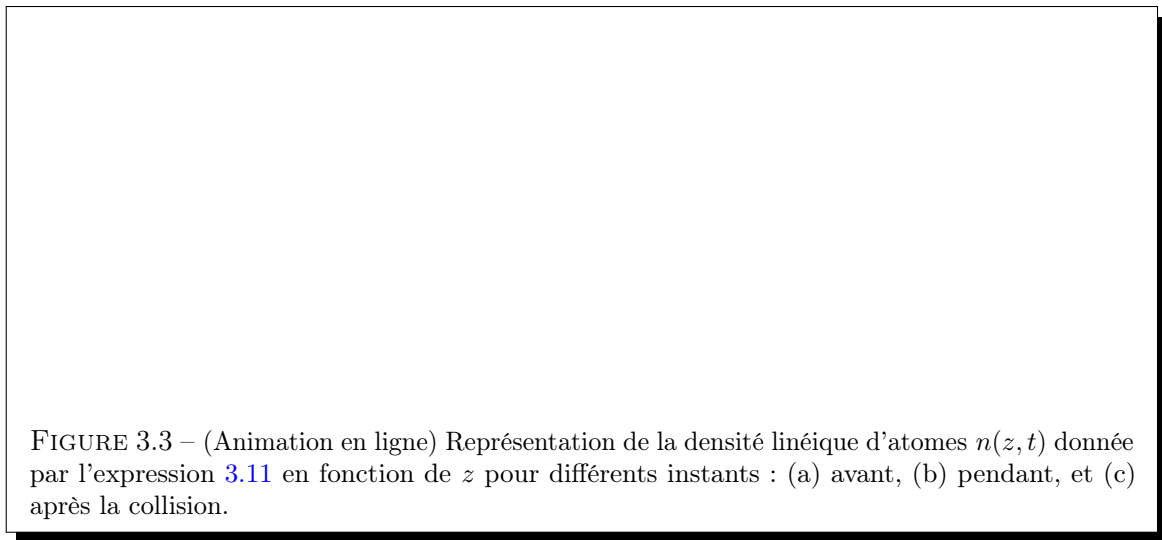 FIGURE 3.3 – (Animation en ligne) Représentation de la densité linéique d'atomes n(z, t) donnée
par l'expression 3.11 en fonction de z pour différents instants : (a) avant, (b) pendant, et (c)
après la collision.